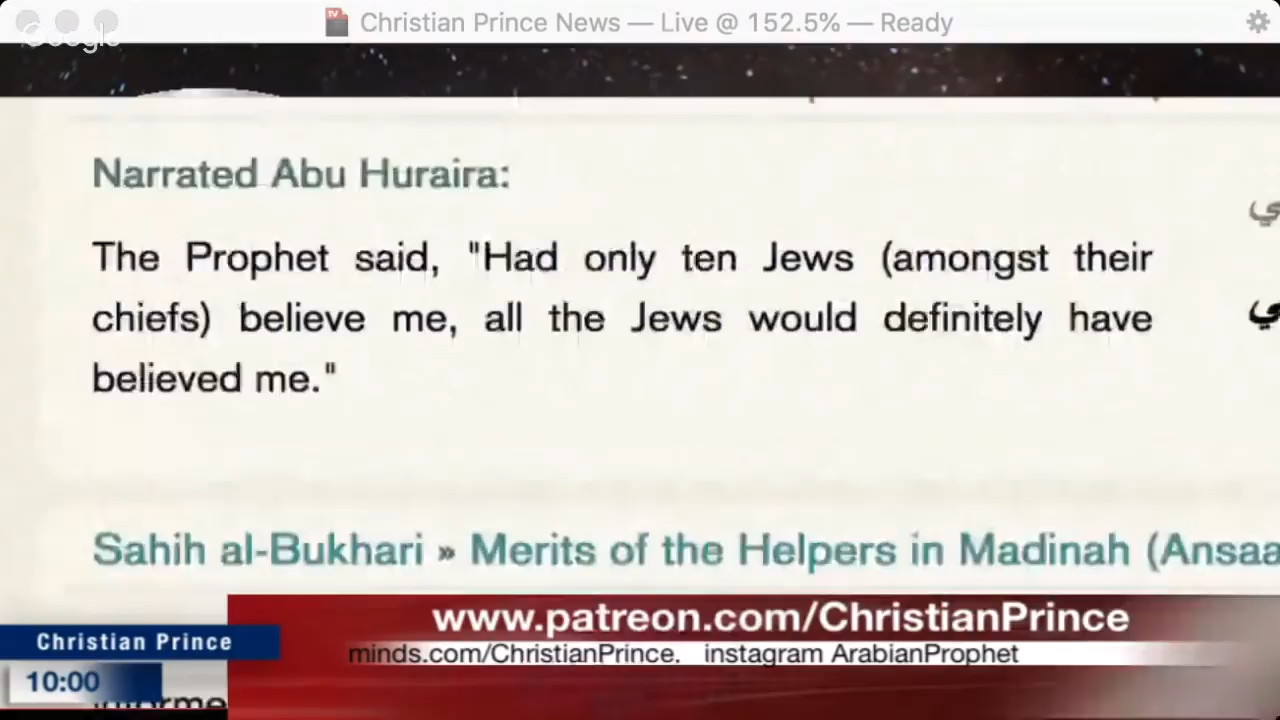 Christian Prince News — Live @ 152.5% — Ready
Google
Narrated Abu Huraira:
The Prophet said, "Had only ten Jews (amongst their
chiefs) believe me, all the Jews would definitely have
believed me."
Sahih al-Bukhari » Merits of the Helpers in Madinah (Ansaa
www.patreon.com/ChristianPrince
Christian Prince
minds.com/ChristianPrince. instagram ArabianProphet
10:00